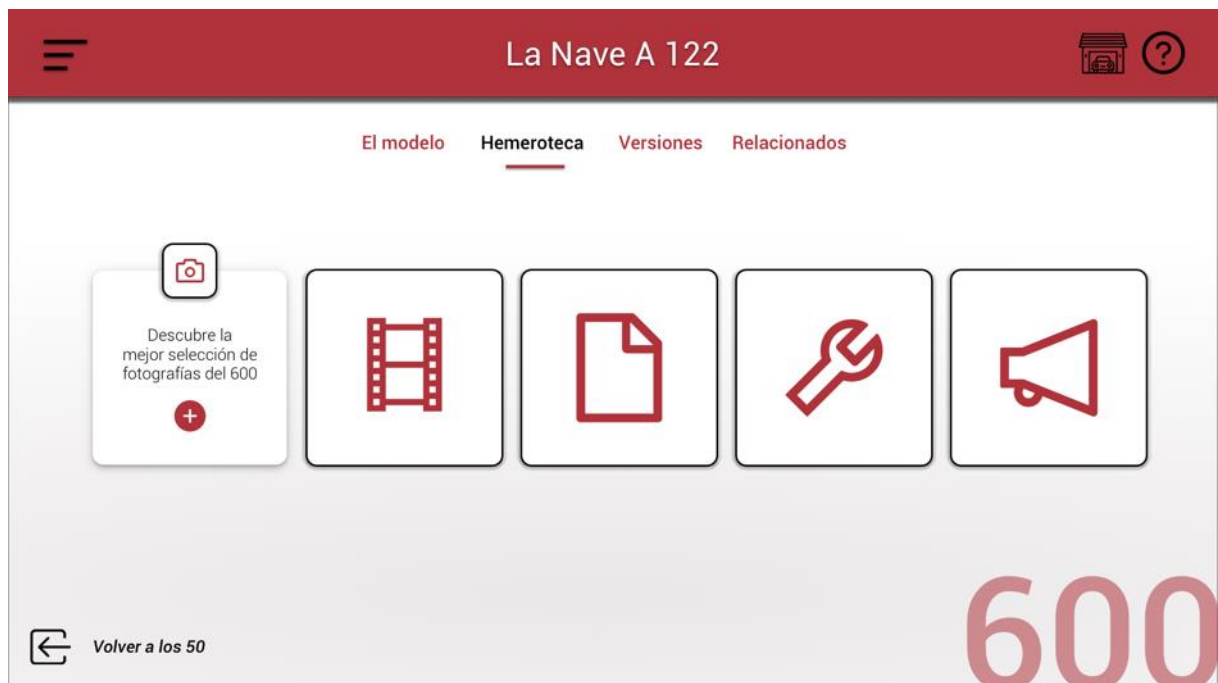 La Nave A 122
?
El modelo Hemeroteca Versiones Relacionados
Descubre la
mejor selección de
fotografías del 600
+
Volver a los 50
600